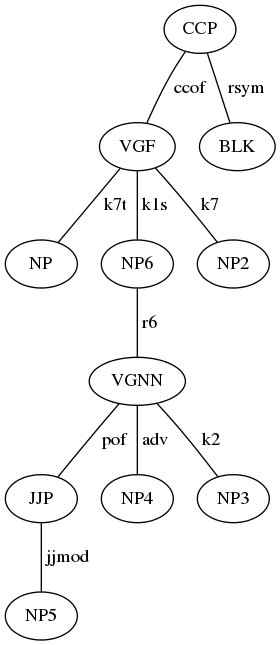 CCP
ccof rsym
VGF BLK
k7t k1s k7
NP NP6 NP2
r6
VGNN
pof adv k2
JJP NP4 NP3
jjmod
NP5